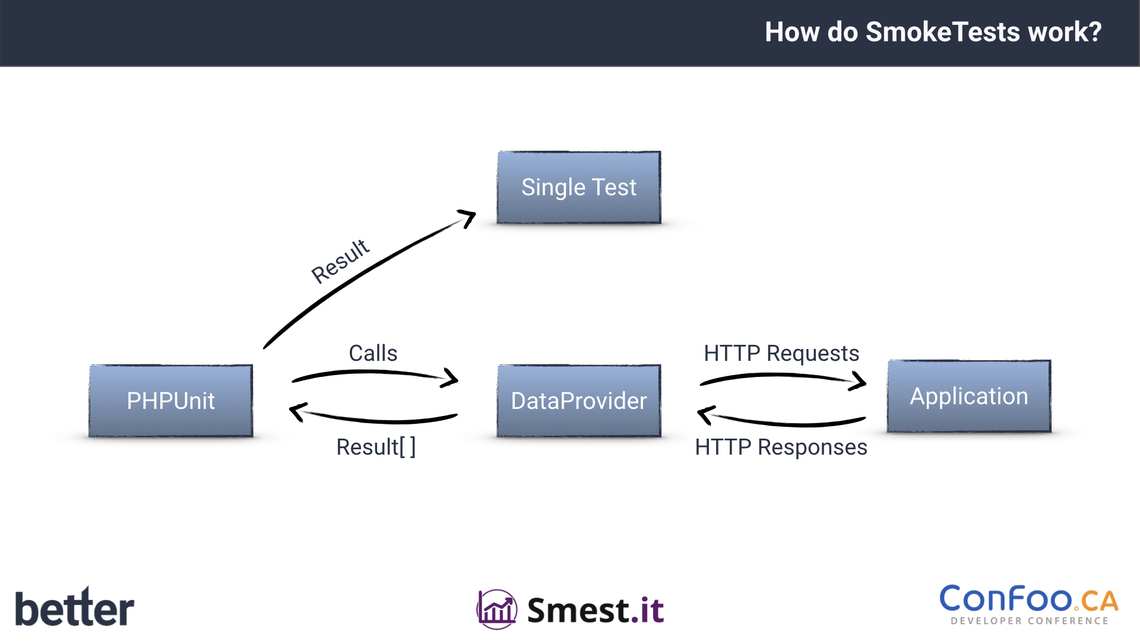 How do SmokeTests work?
Single Test
Result
Calls
HTTP Requests
PHPUnit
DataProvider
Application
Result[ ]
HTTP Responses
better
Smest.it
ConFoo.CA
DEVELOPER CONFERENCE